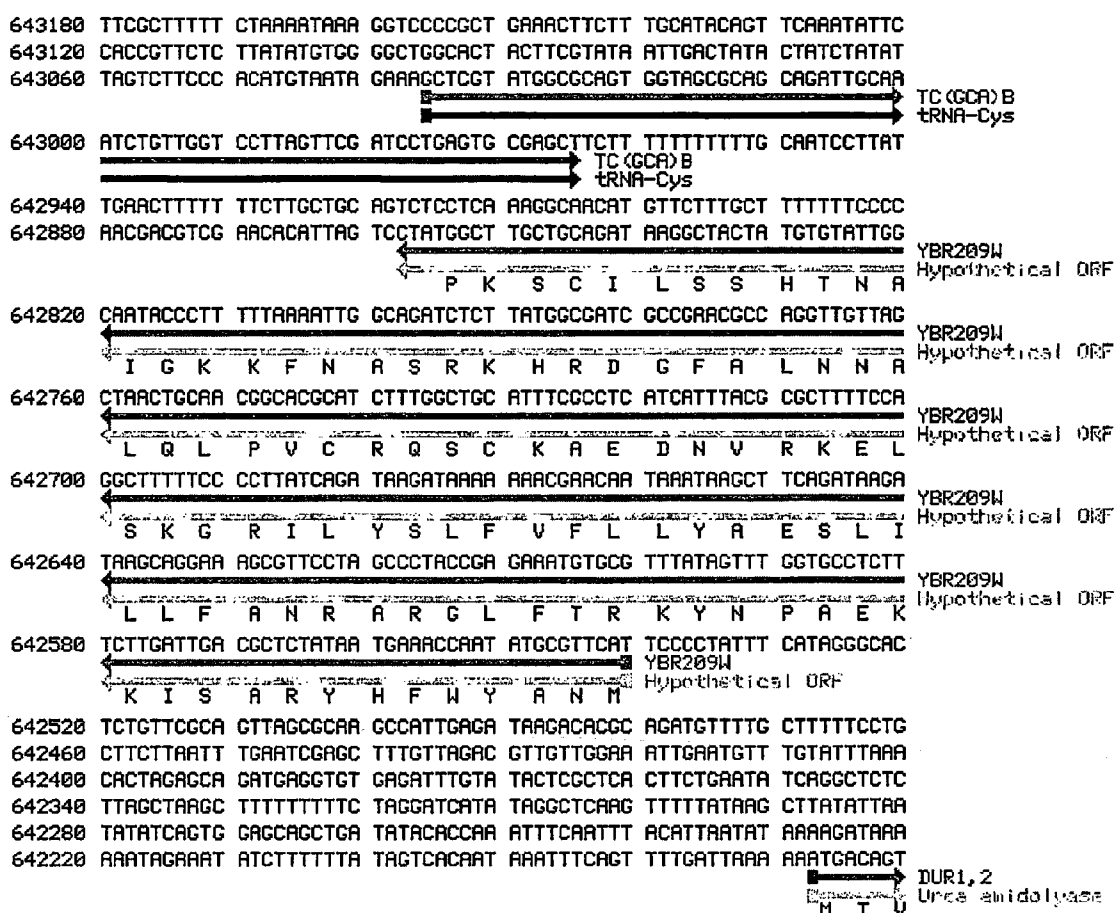 643180 TTCGCTTTTT CTAAAATAAA GGTCCCCGCT GAAACTTCTT TGCATACAGT TCAAATATTC
643120 CACCGTTCTC TTATATGTGG GGCTGGCACT ACTTCGTATA ATTGACTATA CTATCTATAT
643060 TAGTCTTCCC ACATGTAATA GAAAGCTCGT ATGGCGCAGT GGTAGCGCAG CAGATTGCAA
TC(GCA)B
tRNA-Cys
643000 ATCTGTTGGT CCTTAGTTCG ATCCTGAGTG CGAGCTTCTT TTTTTTTTTG CAATCCTTAT
TC(GCA)B
tRNA-Cys
642940 TGAACTTTTT TTCTTGCTGC AGTCTCCTCA AAGGCAACAT GTTCTTTGCT TTTTTTCCCC
642880 AACGACGTCG AACACATTAG TCCTATGGCT TGCTGCAGAT AAGGCTACTA TGTGTATTGG
YBR209W
Hypothetical ORF
P K S C I L S S H T N A
642820 CAATACCCTT TTTAAAATTG GCAGATCTCT TATGGCGATC GCCGAACGCC AGGTTGTTAG
YBR209W
Hypothetical ORF
I G K K F N A S R K H R D G F A L N N A
642760 CTAACTGCAA CGGCACGCAT CTTTGGCTGC ATTTCGCCTC ATCATTTACG CGCTTTTCCA
YBR209W
Hypothetical ORF
L Q L P V C R Q S C K A E D N V R K E L
642700 GGCTTTTTCC CCTTATCAGA TAAGATAAAA AAACGAACAA TAAATAAGCT TCAGATAAGA
YBR209W
Hypothetical ORF
S K G R I L Y S L F V F L L Y A E S L I
642640 TAAGCAGGAA AGCGTTCCTA GCCCTACCGA GAAATGTGCG TTTATAGTTT GGTGCCTCTT
YBR209W
Hypothetical ORF
L L F A N R A R G L F T R K Y N P A E K
642580 TCTTGATTGA CGCTCTATAA TGAAACCAAT ATGCGTTCAT TCCCCTATTT CATAGGGCAC
YBR209W
Hypothetical ORF
K I S A R Y H F W Y A N M
642520 TCTGTTCGCA GTTAGCGCAA GCCATTGAGA TAAGACACGC AGATGTTTTG CTTTTTCCTG
642460 CTTCTTAATT TGAATCGAGC TTTGTTAGAC GTTGTTGGAA ATTGAATGTT TGTATTTAAA
642400 CACTAGAGCA GATGAGGTGT GAGATTTGTA TACTCGCTCA CTTCTGAATA TCAGGCTCTC
642340 TTAGCTAAGC TTTTTTTTTC TAGGATCATA TAGGCTCAAG TTTTTATAAG CTTATATTAA
642280 TATATCAGTG GAGCAGCTGA TATACACCAA ATTTCAATTT ACATTAATAT AAAAGATAAA
642220 AAATAGAAAT ATCTTTTTTA TAGTCACAAT AAATTTCAGT TTTGATTAAA AAATGACAGT
DUR1,2
Urea amidolyase
M T V